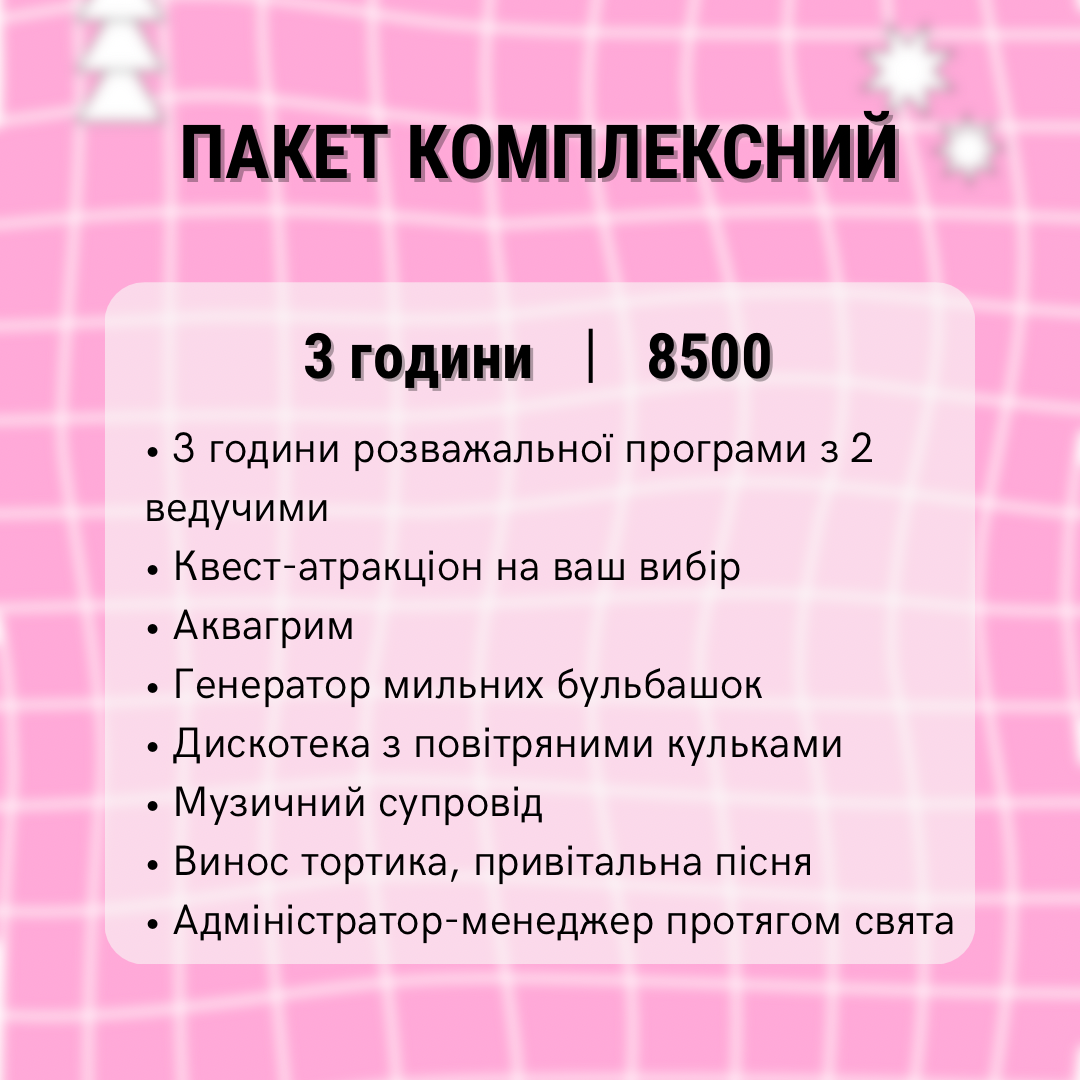 ПАКЕТ КОМПЛЕКСНИЙ
3 години | 8500
• 3 години розважальної програми з 2
ведучими
• Квест-атракціон на ваш вибір
• Аквагрим
• Генератор мильних бульбашок
• Дискотека з повітряними кульками
• Музичний супровід
• Винос тортика, привітальна пісня
• Адміністратор-менеджер протягом свята